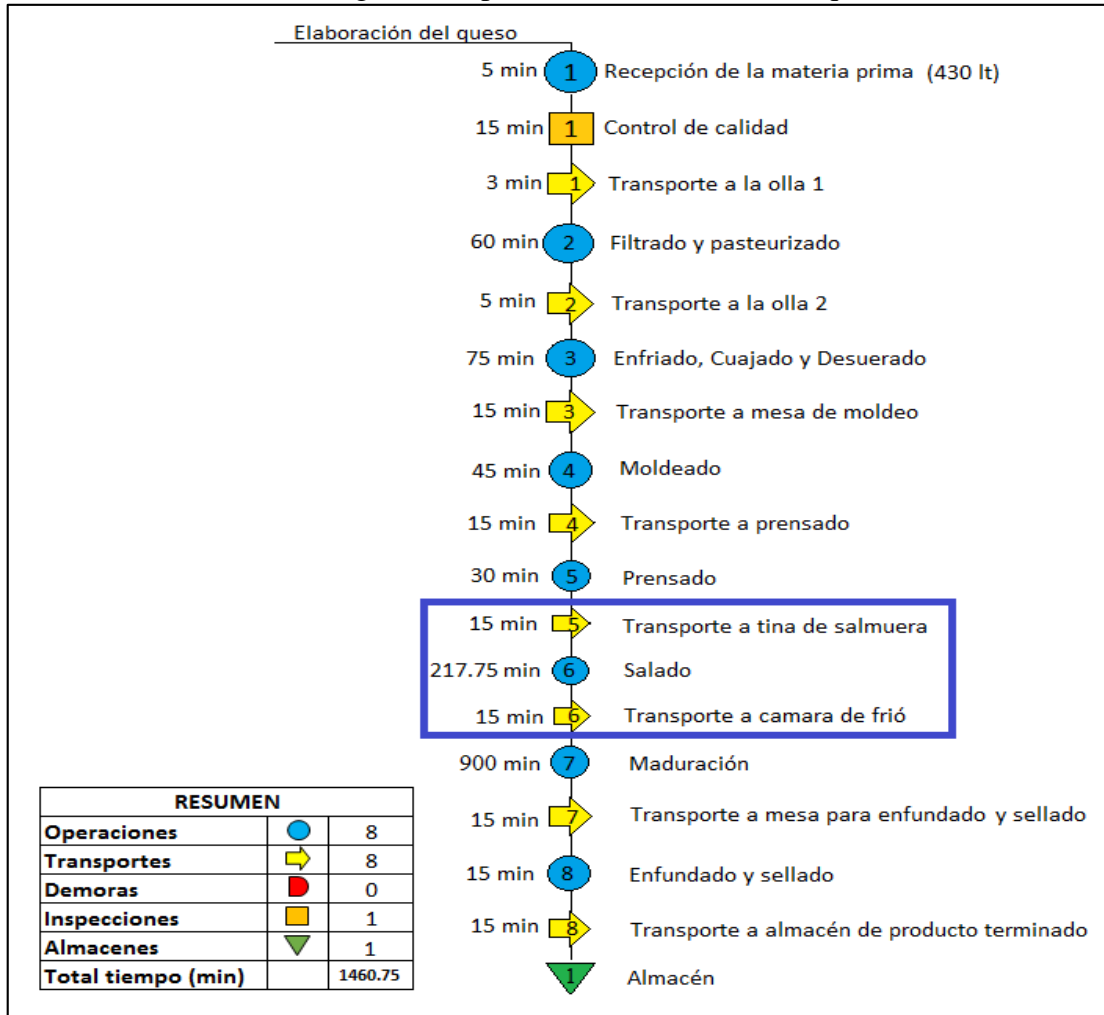 Elaboración del queso
5 min 1 Recepción de la materia prima (430 lt)
15 min 1 Control de calidad
3 min 1 Transporte a la olla 1
60 min 2 Filtrado y pasteurizado
5 min 2 Transporte a la olla 2
75 min 3 Enfriado, Cuajado y Desuerado
15 min 3 Transporte a mesa de moldeo
45 min 4 Moldeado
15 min 4 Transporte a prensado
30 min 5 Prensado
15 min 5 Transporte a tina de salmuera
217.75 min 6 Salado
15 min 6 Transporte a camara de frió
900 min 7 Maduración
15 min 7 Transporte a mesa para enfundado y sellado
15 min 8 Enfundado y sellado
15 min 8 Transporte a almacén de producto terminado
1 Almacén
RESUMEN
Operaciones 8
Transportes 8
Demoras 0
Inspecciones 1
Almacenes 1
Total tiempo (min) 1460.75